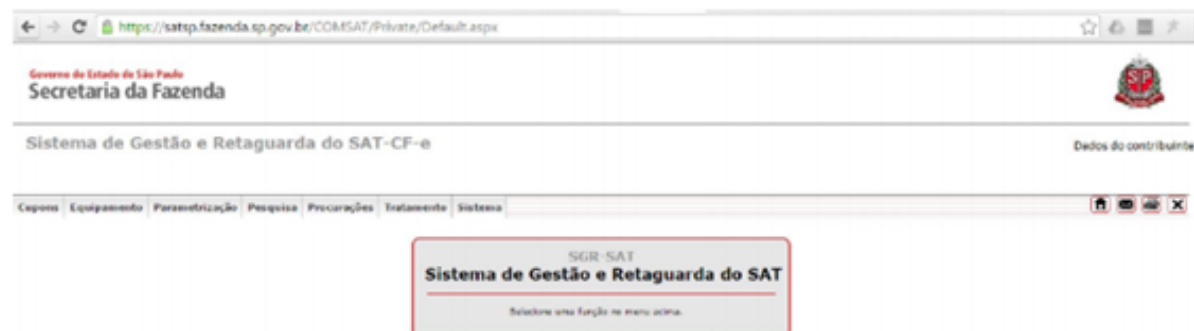 https://satsp.fazenda.sp.gov.br/COMSAT/Private/Default.aspx
Governo do Estado de São Paulo
Secretaria da Fazenda
SP
Sistema de Gestão e Retaguarda do SAT-CF-e
Dados do contribuinte
Cupons Equipamento Parametrização Pesquisa Procurações Tratamento Sistema
SGR-SAT
Sistema de Gestão e Retaguarda do SAT
Selecione uma função no menu acima.